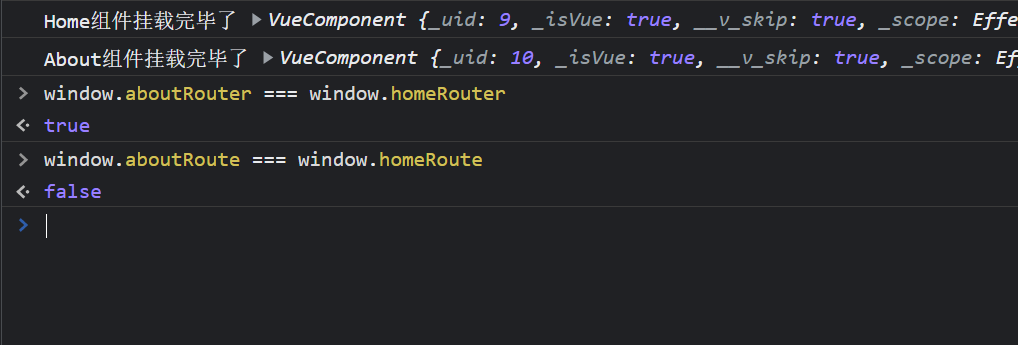 Home组件挂载完毕了 ▶VueComponent {_uid: 9, _isVue: true, __v_skip: true, _scope: Effe
About组件挂载完毕了 ▶VueComponent {_uid: 10, _isVue: true, __v_skip: true, _scope: Ef
> window.aboutRouter === window.homeRouter
<· true
> window.aboutRoute === window.homeRoute
<· false
>